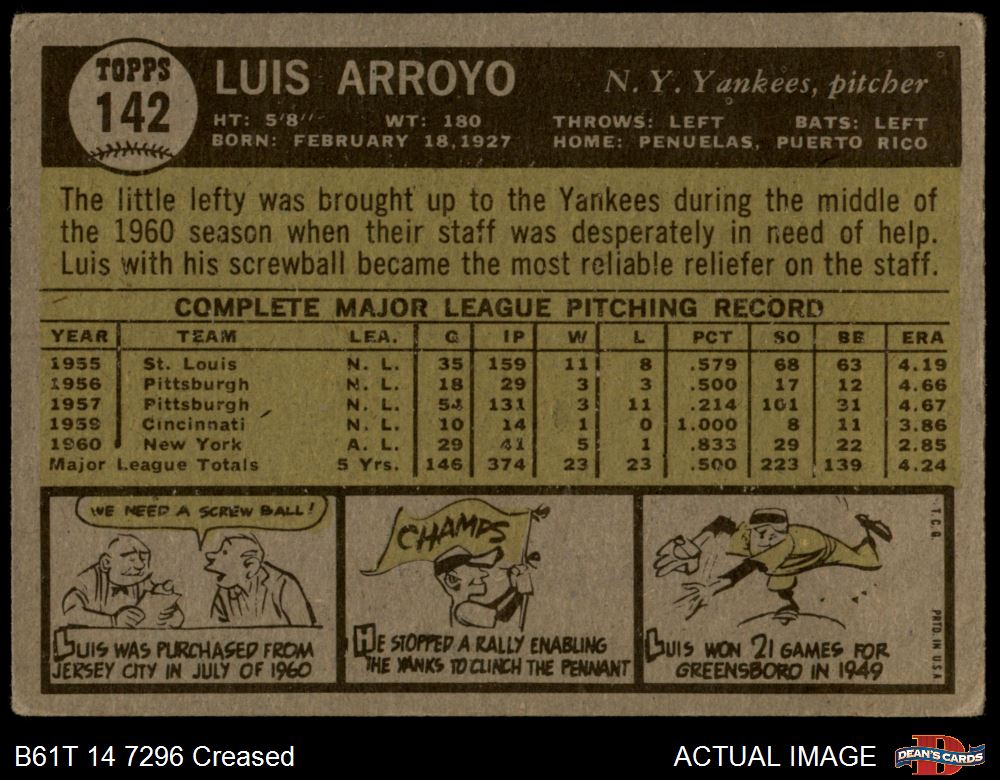 TOPPS
142
LUIS ARROYO
N. Y. Yankees, pitcher
HT: 5'8" WT: 180 THROWS: LEFT BATS: LEFT
BORN: FEBRUARY 18, 1927 HOME: PENUELAS, PUERTO RICO
The little lefty was brought up to the Yankees during the middle of
the 1960 season when their staff was desperately in need of help.
Luis with his screwball became the most reliable reliefer on the staff.
COMPLETE MAJOR LEAGUE PITCHING RECORD
YEAR TEAM LEA. G IP W L PCT SO BB ERA
1955 St. Louis N. L. 35 159 11 8 .579 68 63 4.19
1956 Pittsburgh N. L. 18 29 3 3 .500 17 12 4.66
1957 Pittsburgh N. L. 54 131 3 11 .214 101 31 4.67
1959 Cincinnati N. L. 10 14 1 0 1.000 8 11 3.86
1960 New York A. L. 29 41 5 1 .833 29 22 2.85
Major League Totals 5 Yrs. 146 374 23 23 .500 223 139 4.24
WE NEED A SCREW BALL!
LUIS WAS PURCHASED FROM
JERSEY CITY IN JULY OF 1960
CHAMPS
HE STOPPED A RALLY ENABLING
THE YANKS TO CLINCH THE PENNANT
LUIS WON 21 GAMES FOR
GREENSBORO IN 1949
T.C.G.
PRTD. IN U.S.A.
B61T 14 7296 Creased
ACTUAL IMAGE
DEAN'S CARDS